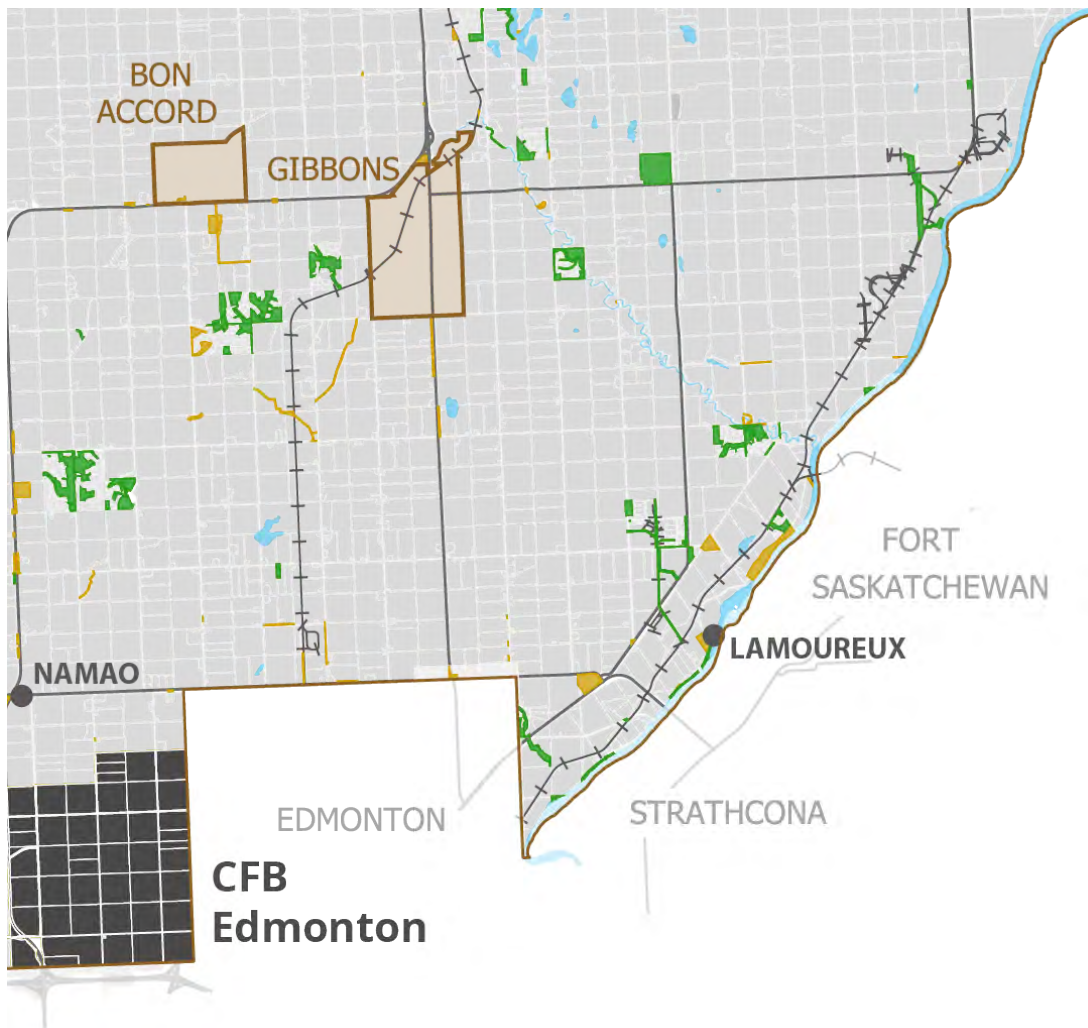 BON
ACCORD
GIBBONS
FORT
SASKATCHEWAN
LAMOUREUX
NAMAO
EDMONTON
STRATHCONA
CFB
Edmonton